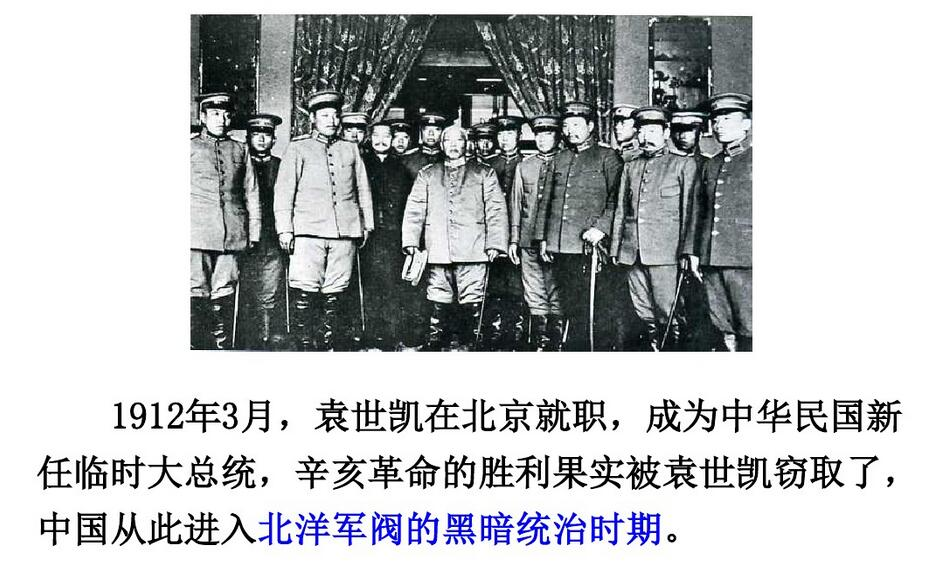 1912年3月，袁世凯在北京就职，成为中华民国新
任临时大总统，辛亥革命的胜利果实被袁世凯窃取了，
中国从此进入北洋军阀的黑暗统治时期。